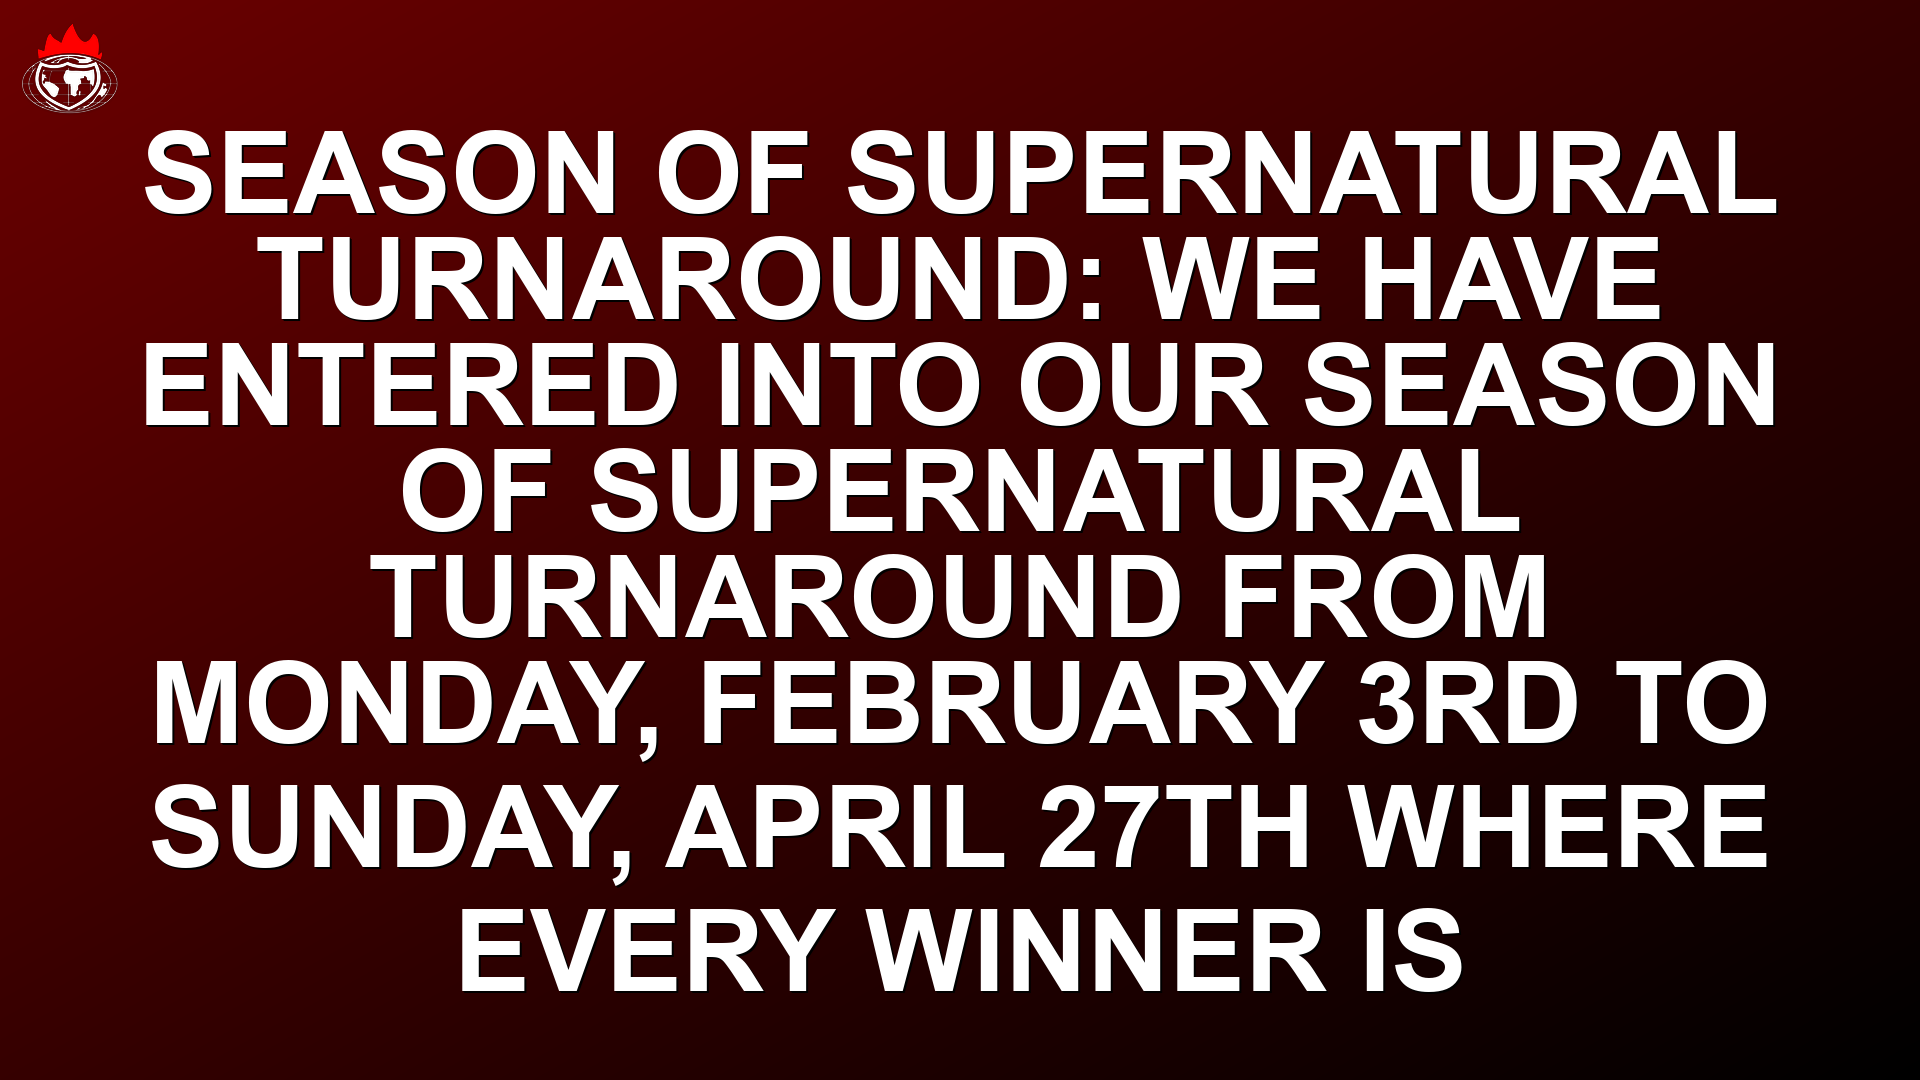 SEASON OF SUPERNATURAL
TURNAROUND: WE HAVE
ENTERED INTO OUR SEASON
OF SUPERNATURAL
TURNAROUND FROM
MONDAY, FEBRUARY 3RD TO
SUNDAY, APRIL 27TH WHERE
EVERY WINNER IS